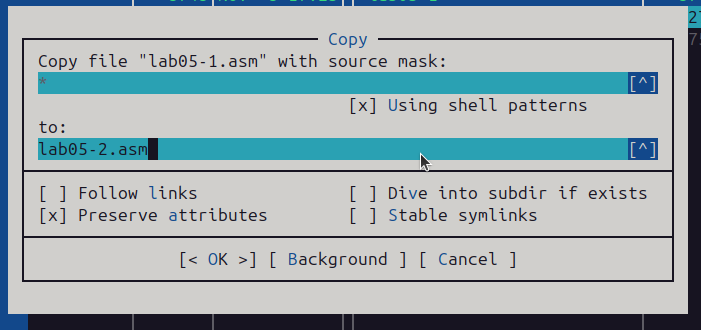 Copy
Copy file "lab05-1.asm" with source mask:
* [^]
[x] Using shell patterns
to:
lab05-2.asm [^]
[ ] Follow links [ ] Dive into subdir if exists
[x] Preserve attributes [ ] Stable symlinks
[< OK >] [ Background ] [ Cancel ]